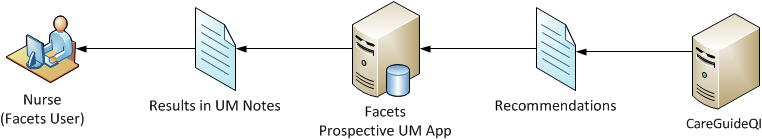 Nurse
(Facets User)
Results in UM Notes
Facets
Prospective UM App
Recommendations
CareGuideQI